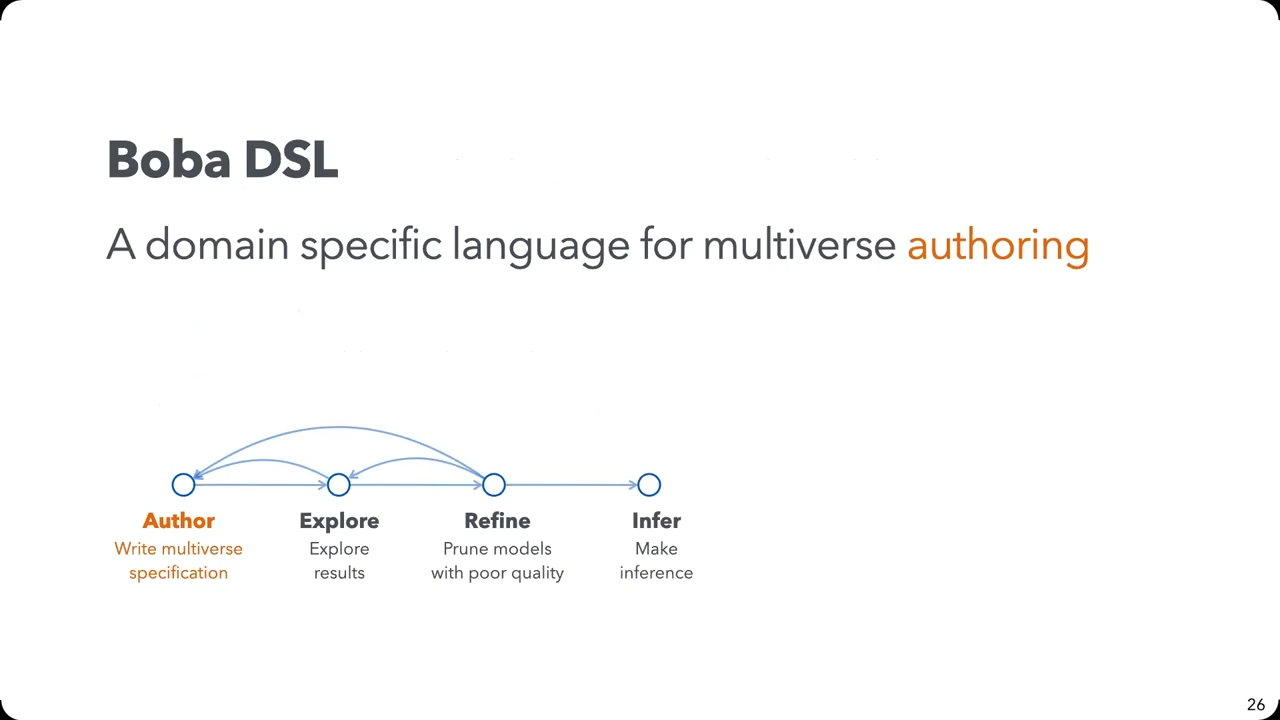 Boba DSL
A domain specific language for multiverse authoring
Author
Write multiverse
specification
Explore
Explore
results
Refine
Prune models
with poor quality
Infer
Make
inference
26